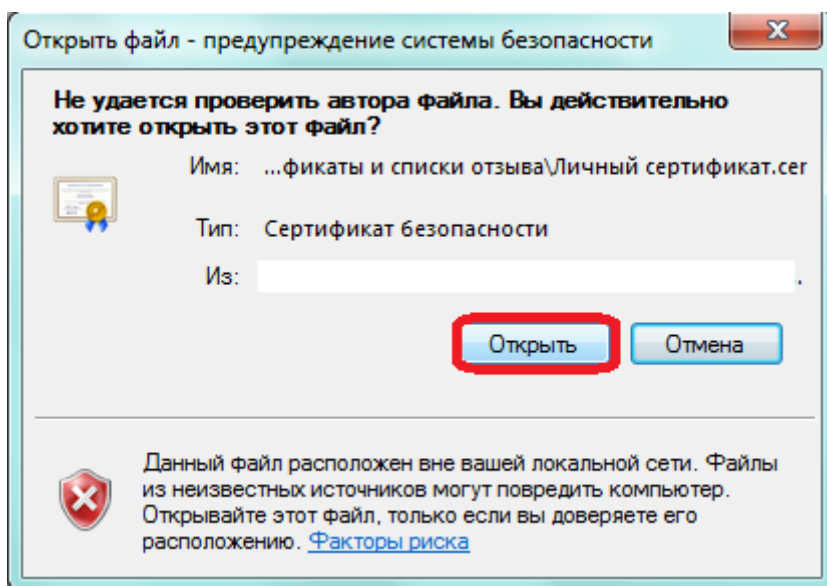 Открыть файл - предупреждение системы безопасности
Не удается проверить автора файла. Вы действительно
хотите открыть этот файл?
Имя: ...фикаты и списки отзыва\Личный сертификат.cer
Тип: Сертификат безопасности
Из: .
Открыть Отмена
Данный файл расположен вне вашей локальной сети. Файлы
из неизвестных источников могут повредить компьютер.
Открывайте этот файл, только если вы доверяете его
расположению. Факторы риска